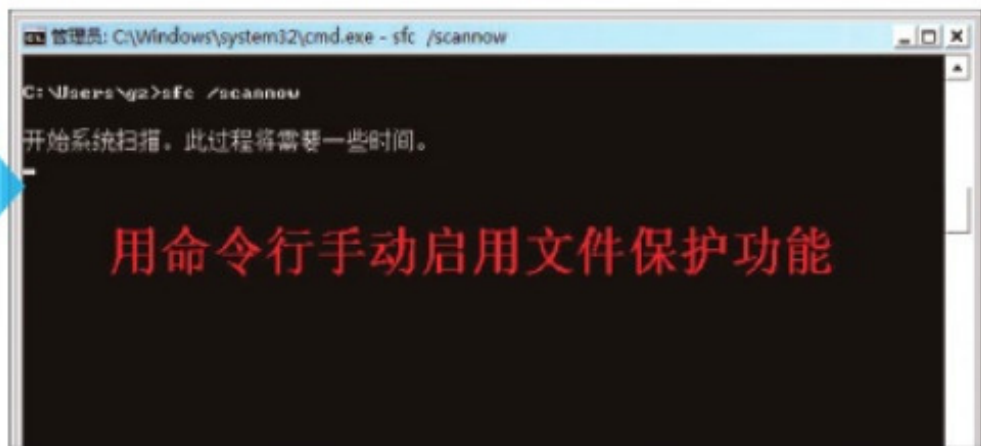 管理员: C:\Windows\system32\cmd.exe - sfc /scannow
C:\Users\g2>sfc /scannow
开始系统扫描。此过程将需要一些时间。
用命令行手动启用文件保护功能